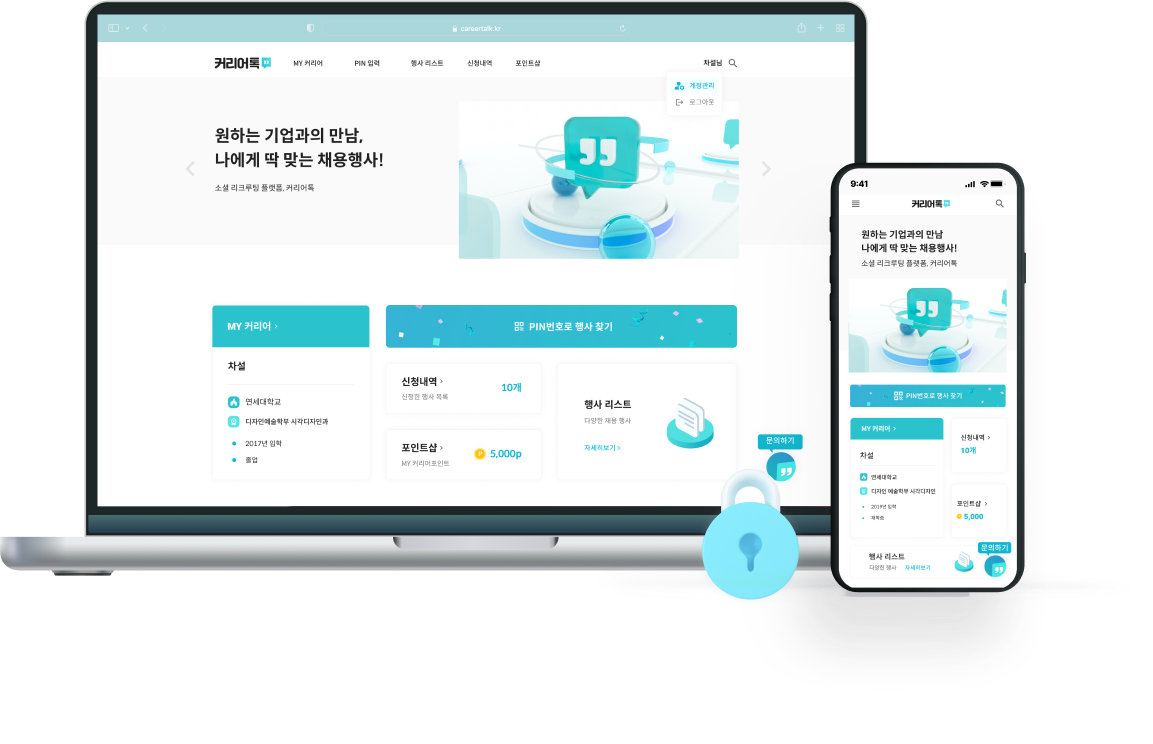 careertalk.kr
커리어톡
MY 커리어
PIN 입력
행사 리스트
신청내역
포인트샵
차설님
계정관리
로그아웃
원하는 기업과의 만남,
나에게 딱 맞는 채용행사!
소셜 리크루팅 플랫폼, 커리어톡
MY 커리어 ›
차설
연세대학교
디자인예술학부 시각디자인과
2017년 입학
졸업
PIN번호로 행사 찾기
신청내역 ›
신청한 행사 목록
10개
포인트샵 ›
MY 커리어포인트
P
5,000p
행사 리스트
다양한 채용 행사
자세히보기 >
문의하기
9:41
커리어톡
원하는 기업과의 만남
나에게 딱 맞는 채용행사!
소셜 리크루팅 플랫폼, 커리어톡
PIN번호로 행사 찾기
MY 커리어 ›
차설
연세대학교
디자인 예술학부 시각디자인
2019년 입학
재학중
신청내역 ›
10개
포인트샵 ›
5,000
행사 리스트
다양한 행사
자세히보기
문의하기